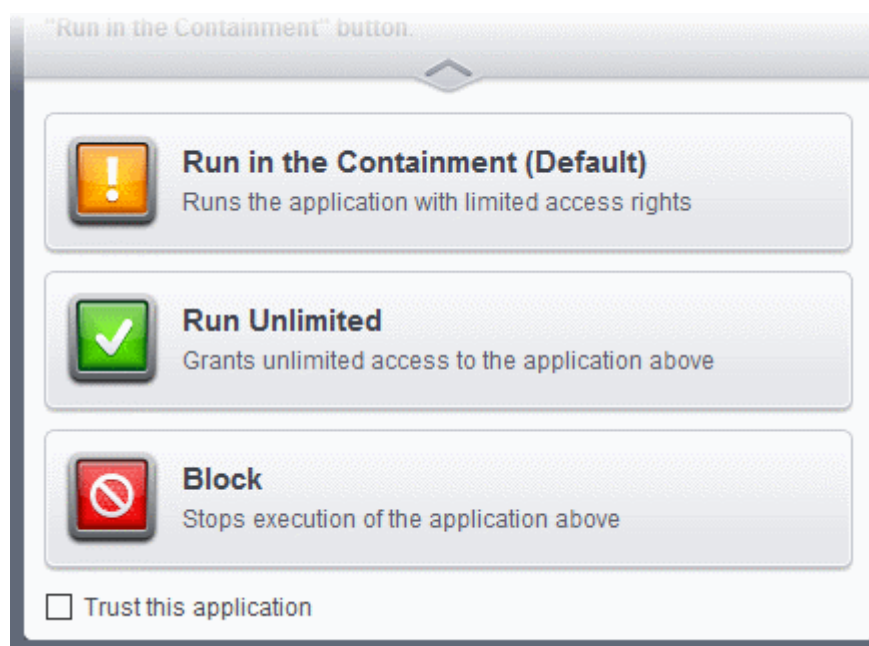 "Run in the Containment" button.
Run in the Containment (Default)
Runs the application with limited access rights
Run Unlimited
Grants unlimited access to the application above
Block
Stops execution of the application above
Trust this application